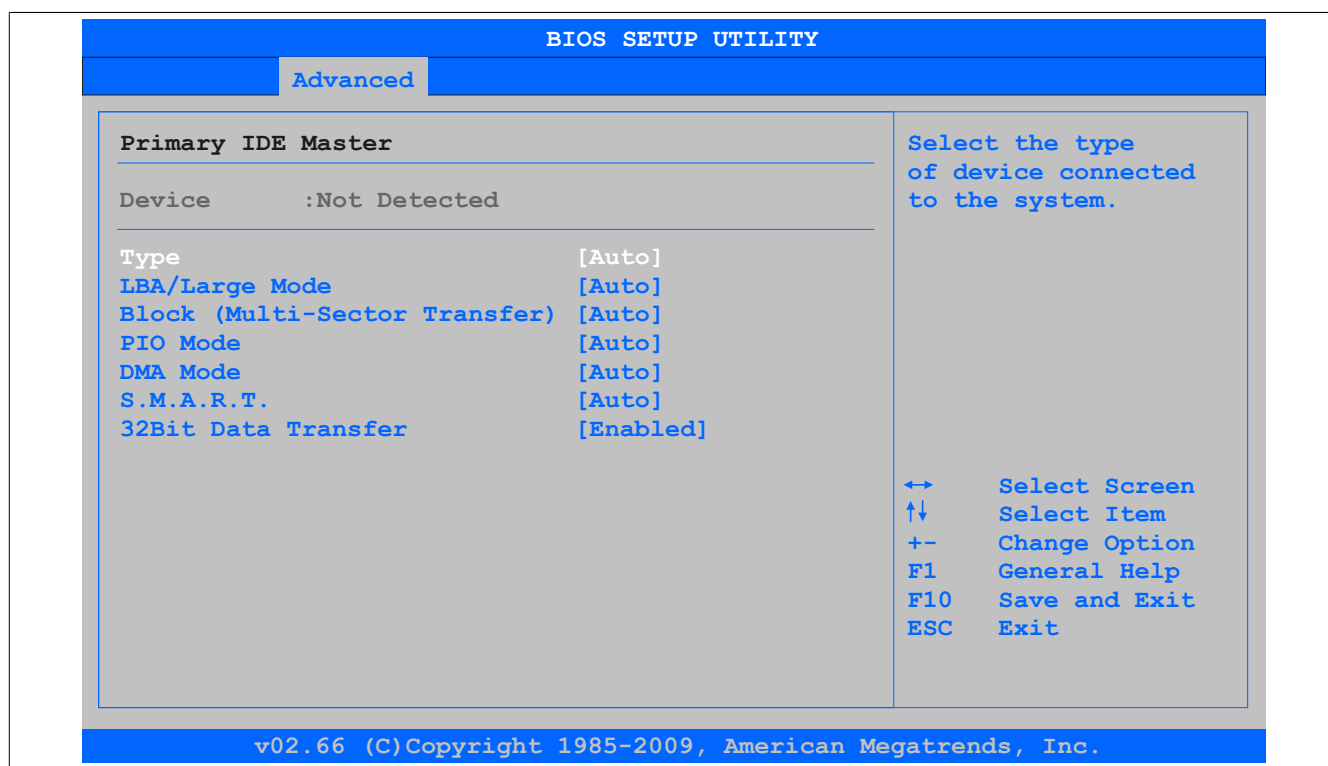 BIOS SETUP UTILITY
Advanced
Primary IDE Master
Device :Not Detected
Type [Auto]
LBA/Large Mode [Auto]
Block (Multi-Sector Transfer) [Auto]
PIO Mode [Auto]
DMA Mode [Auto]
S.M.A.R.T. [Auto]
32Bit Data Transfer [Enabled]
Select the type
of device connected
to the system.
↔ Select Screen
↑↓ Select Item
+- Change Option
F1 General Help
F10 Save and Exit
ESC Exit
v02.66 (C)Copyright 1985-2009, American Megatrends, Inc.